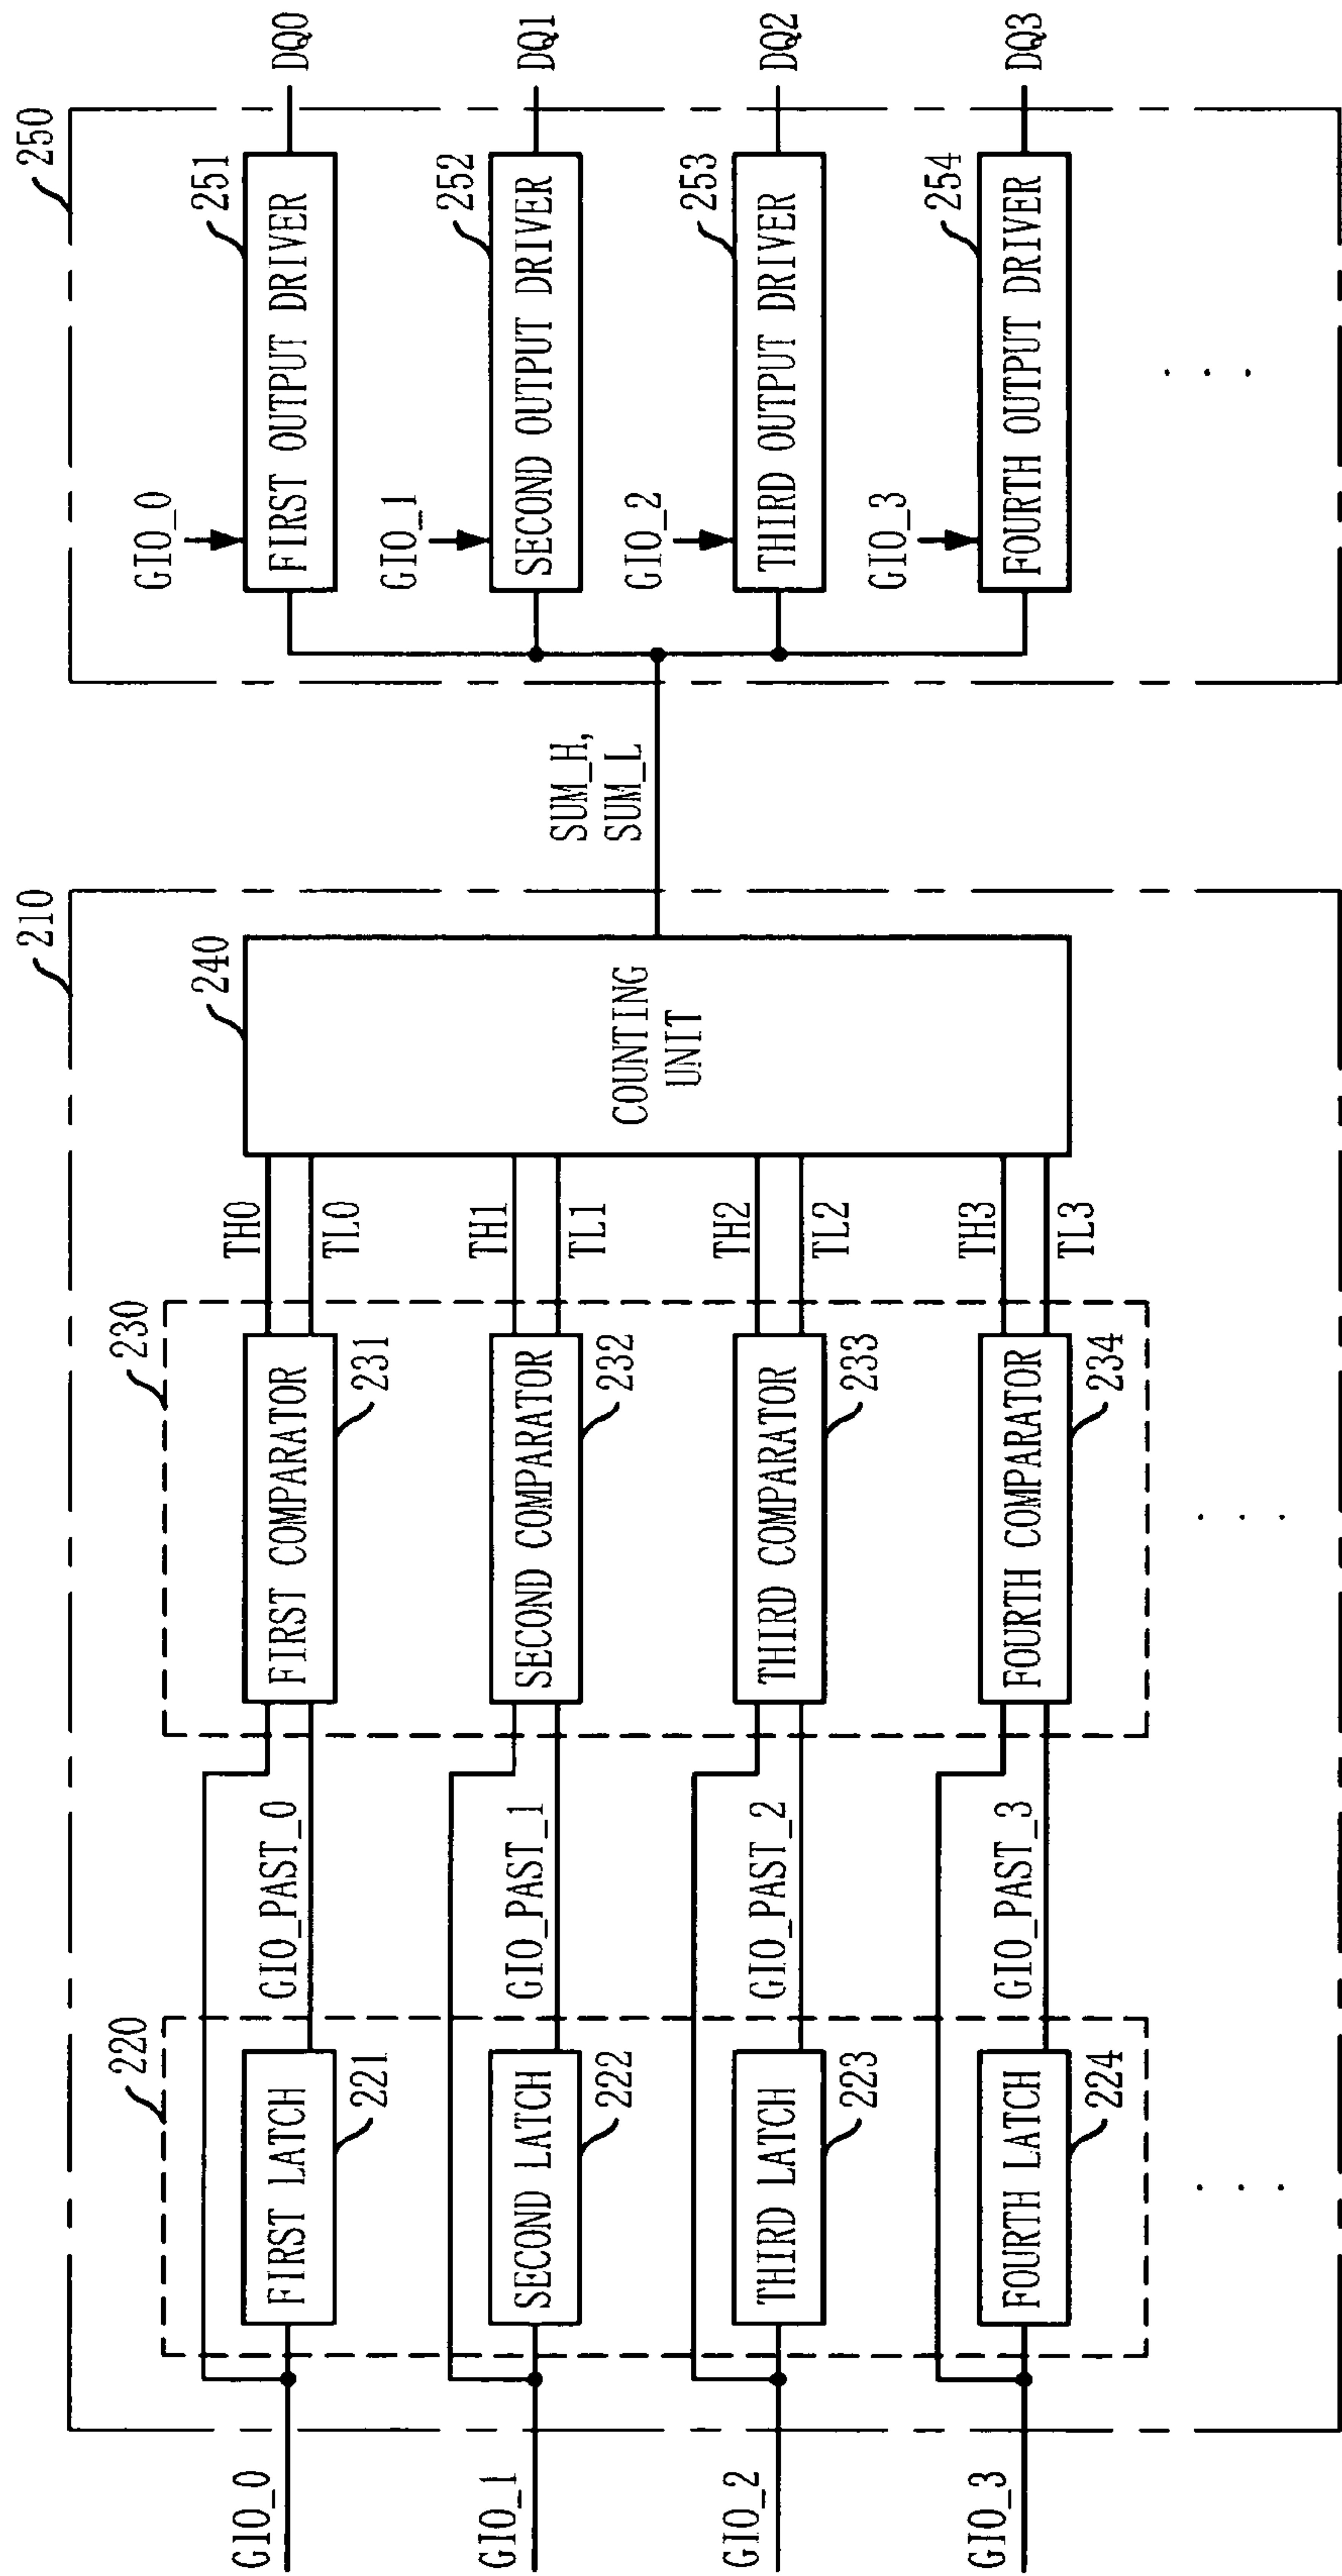 210
250
220
230
240
GIO_0
FIRST LATCH
221
GIO_PAST_0
FIRST COMPARATOR
231
TH0
TL0
GIO_1
SECOND LATCH
222
GIO_PAST_1
SECOND COMPARATOR
232
TH1
TL1
GIO_2
THIRD LATCH
223
GIO_PAST_2
THIRD COMPARATOR
233
TH2
TL2
GIO_3
FOURTH LATCH
224
GIO_PAST_3
FOURTH COMPARATOR
234
TH3
TL3
COUNTING
UNIT
SUM_H,
SUM_L
GIO_0
251
FIRST OUTPUT DRIVER
DQ0
GIO_1
252
SECOND OUTPUT DRIVER
DQ1
GIO_2
253
THIRD OUTPUT DRIVER
DQ2
GIO_3
254
FOURTH OUTPUT DRIVER
DQ3